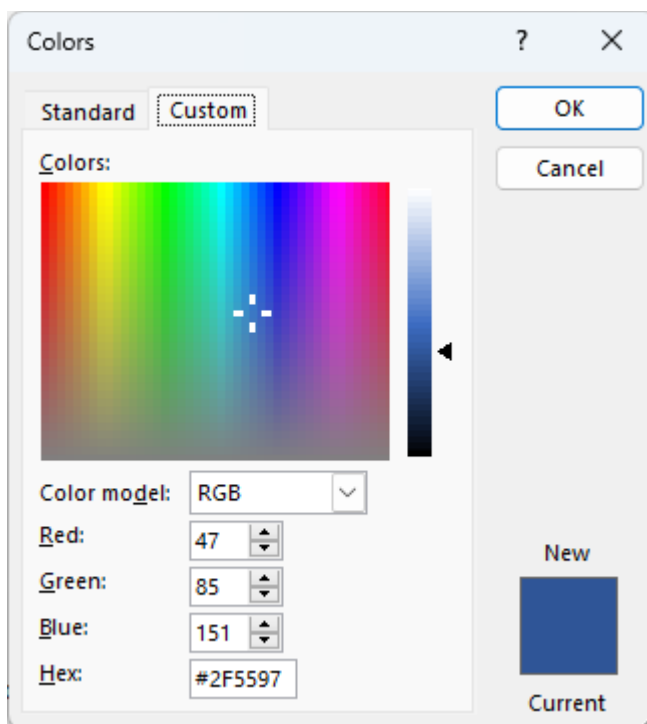 Colors ?
Standard Custom OK
Colors: Cancel
Color model: RGB
Red: 47
Green: 85
Blue: 151
Hex: #2F5597
New
Current